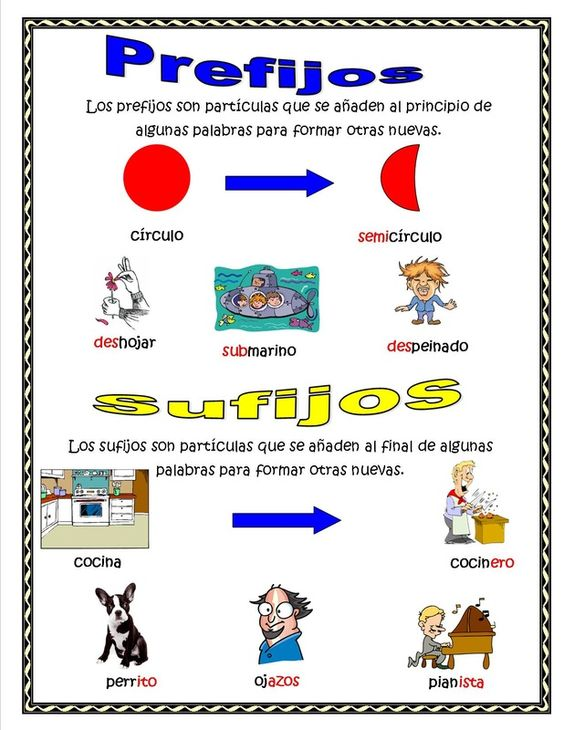 Prefijos
Los prefijos son partículas que se añaden al principio de
algunas palabras para formar otras nuevas.
círculo
semicírculo
deshojar
submarino
despeinado
Sufijos
Los sufijos son partículas que se añaden al final de algunas
palabras para formar otras nuevas.
cocina
cocinero
perrito
ojazos
pianista